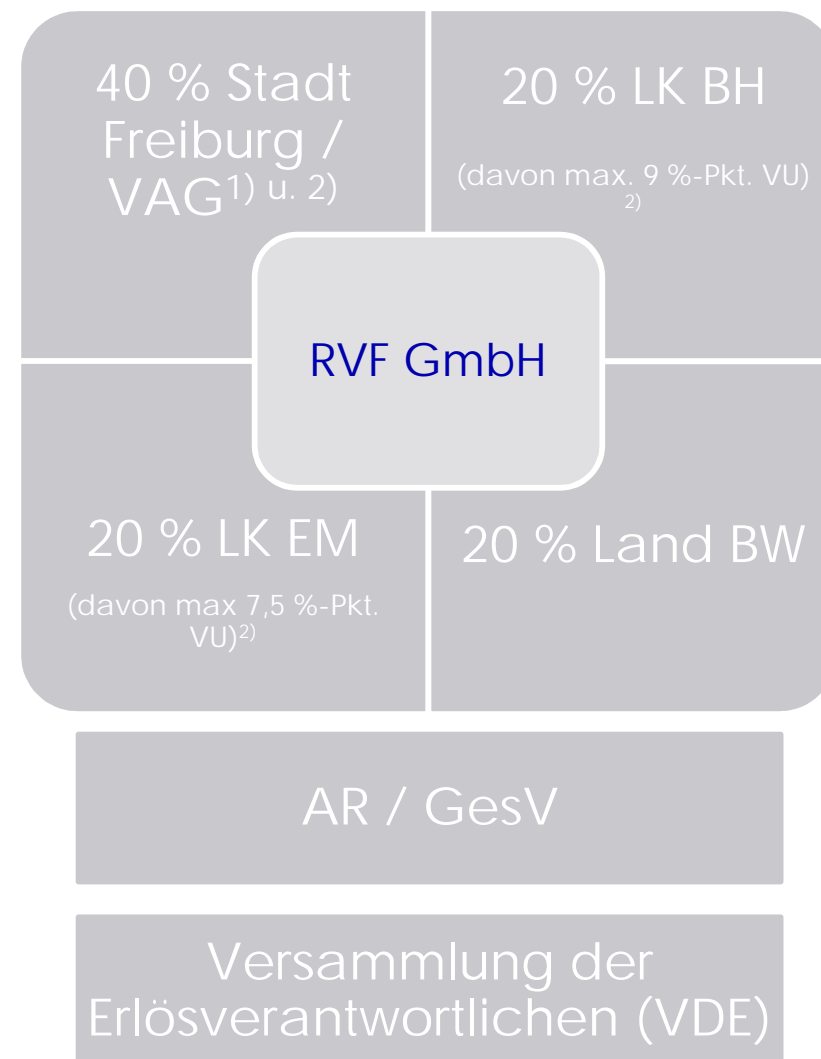 40 % Stadt
Freiburg /
VAG1) u. 2)
20 % LK BH
(davon max. 9 %-Pkt. VU)
2)
RVF GmbH
20 % LK EM
(davon max 7,5 %-Pkt.
VU)2)
20 % Land BW
AR / GesV
Versammlung der
Erlösverantwortlichen (VDE)